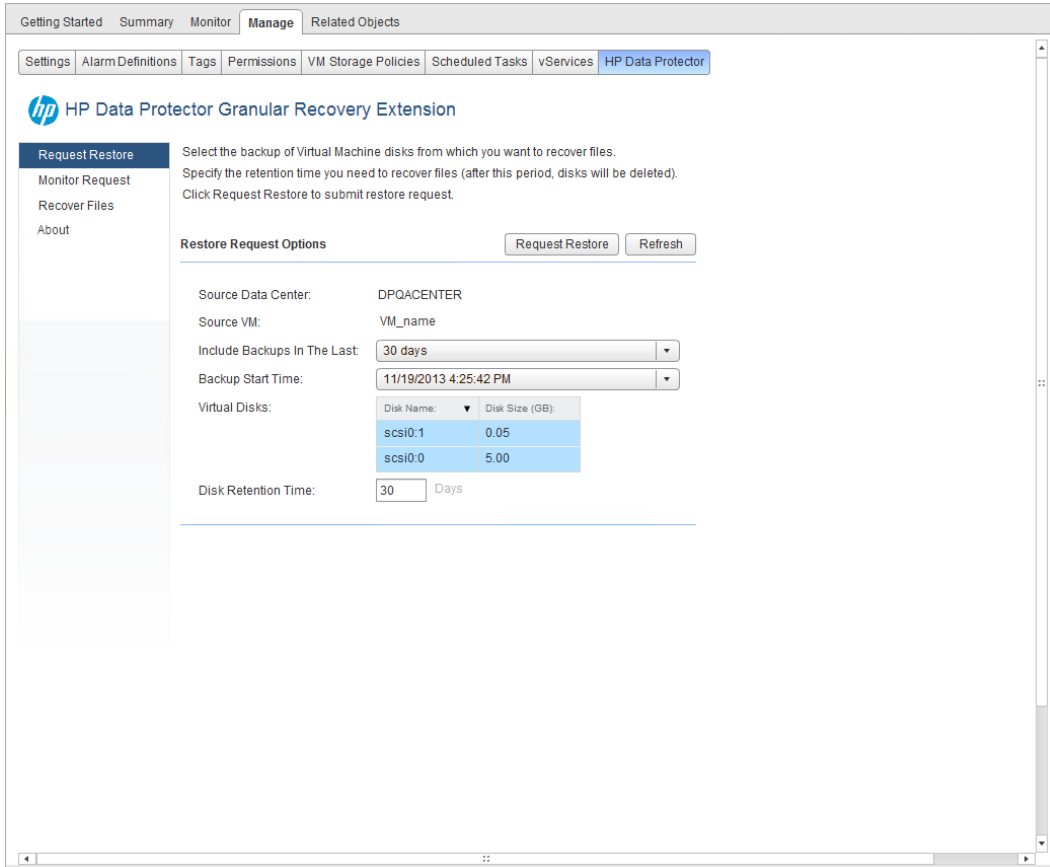 Getting Started Summary Monitor Manage Related Objects
Settings Alarm Definitions Tags Permissions VM Storage Policies Scheduled Tasks vServices HP Data Protector
hp HP Data Protector Granular Recovery Extension
Request Restore
Monitor Request
Recover Files
About
Select the backup of Virtual Machine disks from which you want to recover files.
Specify the retention time you need to recover files (after this period, disks will be deleted).
Click Request Restore to submit restore request.
Restore Request Options Request Restore Refresh
Source Data Center: DPQACENTER
Source VM: VM_name
Include Backups In The Last: 30 days
Backup Start Time: 11/19/2013 4:25:42 PM
Virtual Disks: Disk Name: Disk Size (GB):
scsi0:1 0.05
scsi0:0 5.00
Disk Retention Time: 30 Days